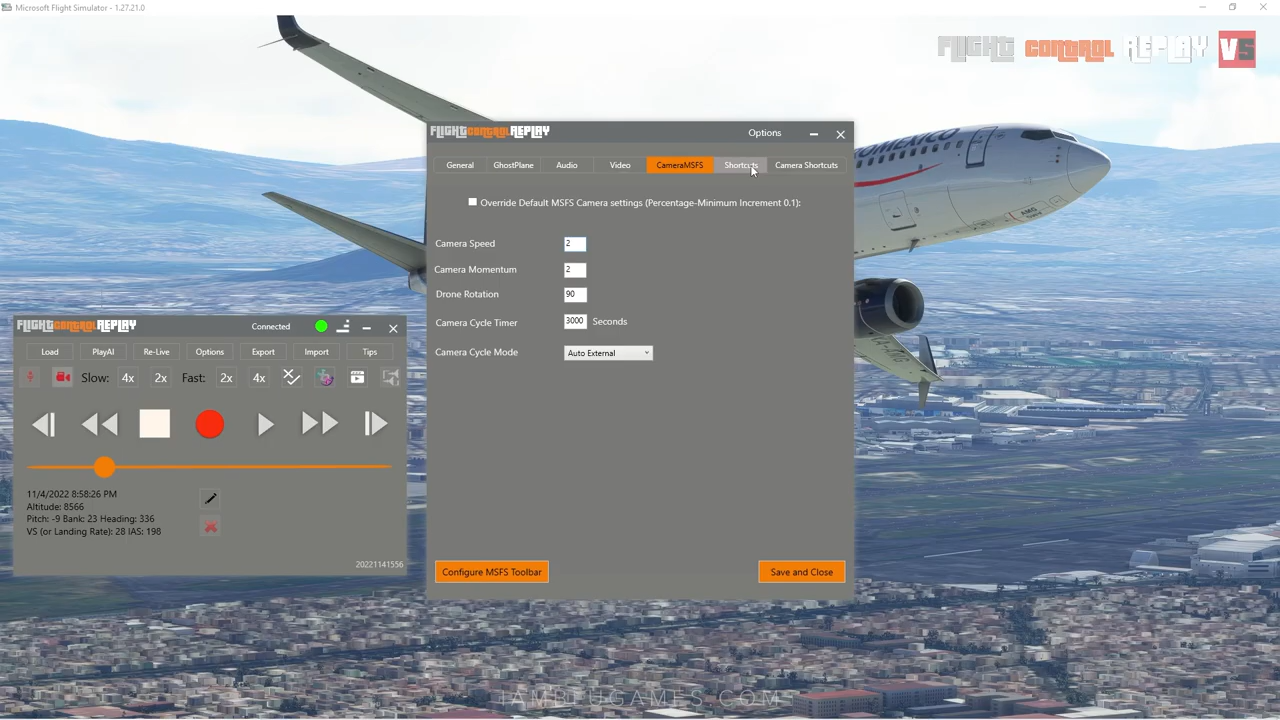 Microsoft Flight Simulator - 1.27.21.0
FLIGHT CONTROL REPLAY V5
FLIGHTCONTROLREPLAY
Options
General GhostPlane Audio Video CameraMSFS Shortcuts Camera Shortcuts
Override Default MSFS Camera settings (Percentage-Minimum Increment 0.1):
Camera Speed 2
Camera Momentum 2
Drone Rotation 90
Camera Cycle Timer 3000 Seconds
Camera Cycle Mode Auto External
Configure MSFS Toolbar Save and Close
FLIGHTCONTROLREPLAY
Connected
Load PlayAI Re-Live Options Export Import Tips
Slow: 4x 2x Fast: 2x 4x
11/4/2022 8:58:26 PM
Altitude: 8566
Pitch: -9 Bank: 23 Heading: 336
VS (or Landing Rate): 28 IAS: 198
20221141556
ROMEXICO
IAMBLUGAMES.COM